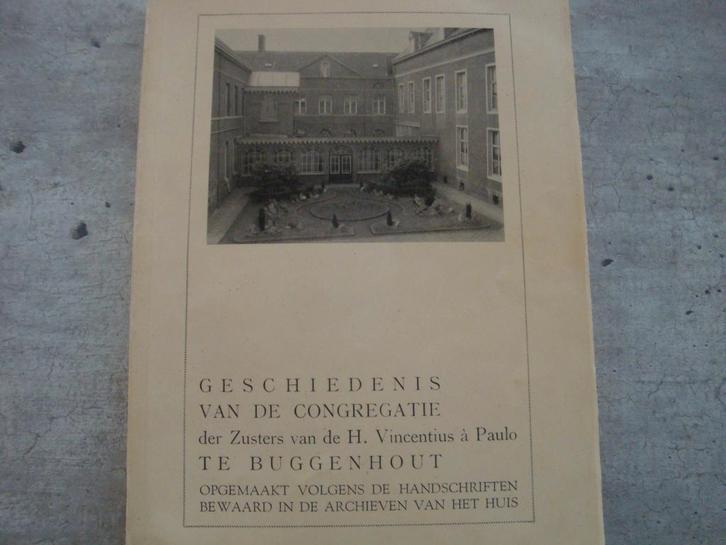 GESCHIEDENIS
VAN DE CONGREGATIE
der Zusters van de H. Vincentius à Paulo
TE BUGGENHOUT
OPGEMAAKT VOLGENS DE HANDSCHRIFTEN
BEWAARD IN DE ARCHIEVEN VAN HET HUIS